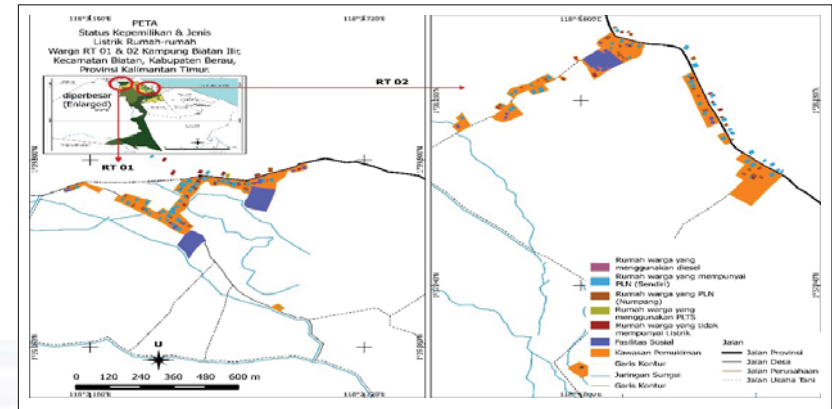 PETA
Status Kepemilikan & Jenis
Listrik Rumah-rumah
Warga RT 01 & 02 Kampung Biatan Ilir,
Kecamatan Biatan, Kabupaten Berau,
Provinsi Kalimantan Timur.
diperbesar
(Enlarged)
RT 01
RT 02
U
0 120 240 360 480 600 m
Rumah warga yang
menggunakan diesel
Rumah warga yang mempunyai
PLN (Sendiri)
Rumah warga yang PLN
(Numpang)
Rumah warga yang
menggunakan PLTS
Rumah warga yang tidak
mempunyai Listrik
Fasilitas Sosial
Kawasan Pemukiman
Garis Kontur
Jaringan Sungai
Garis Kontur
Jalan
Jalan Provinsi
Jalan Desa
Jalan Perusahaan
Jalan Usaha Tani